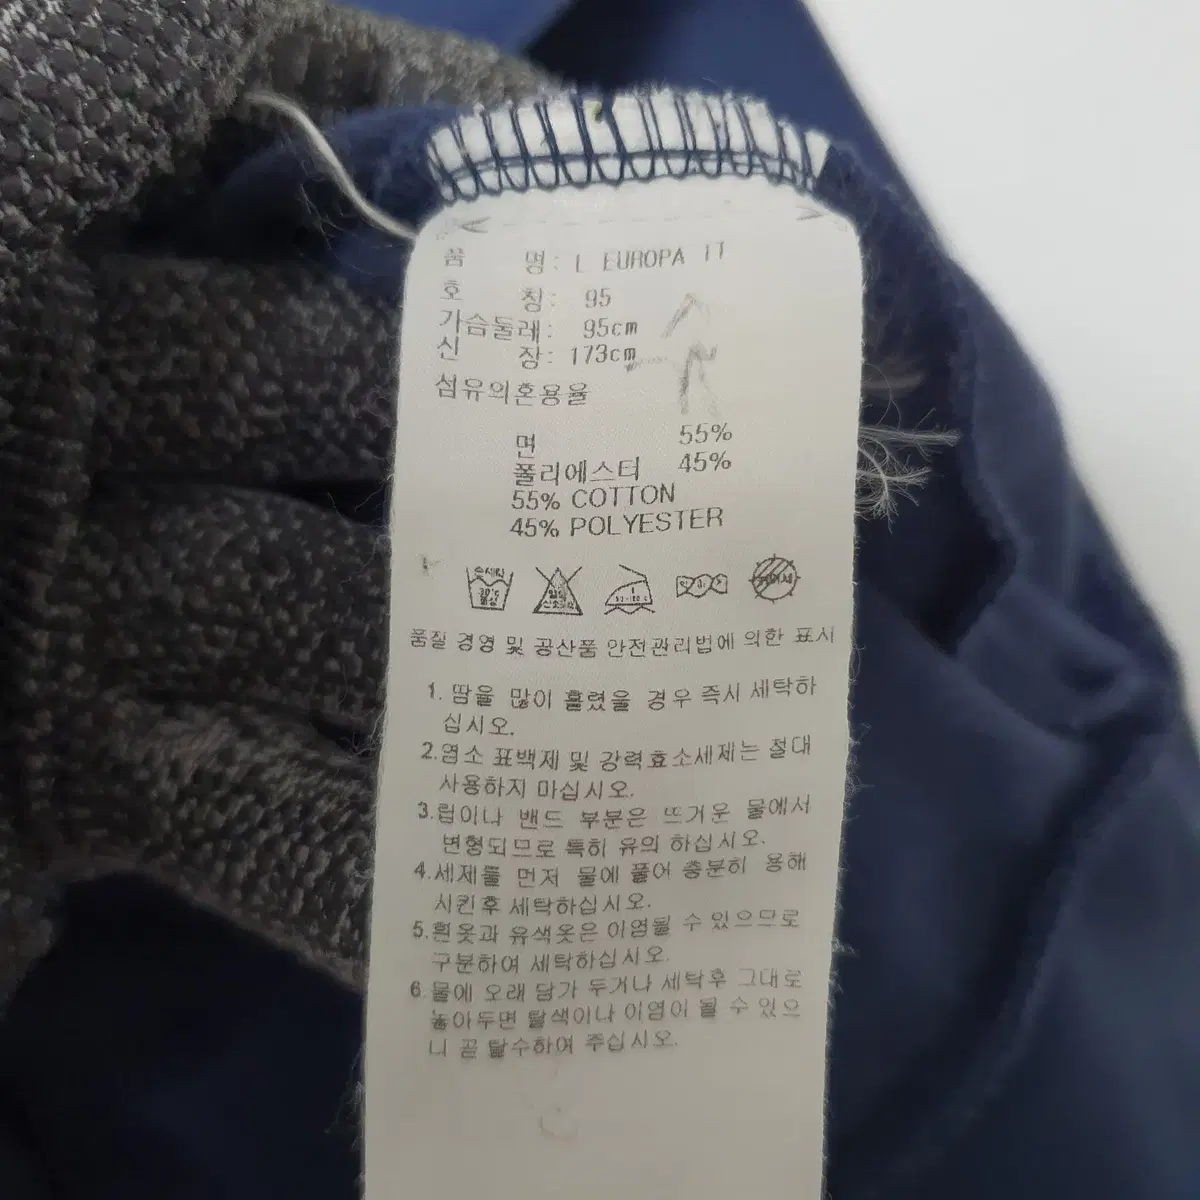 품 명: L EUROPA TT
호 칭: 95
가슴둘레: 95cm
신 장: 173cm
섬유의혼용율
면 55%
폴리에스터 45%
55% COTTON
45% POLYESTER
손세탁
30℃
중성
품질 경영 및 공산품 안전관리법에 의한 표시
1. 땀을 많이 흘렸을 경우 즉시 세탁하
십시오.
2.염소 표백제 및 강력효소세제는 절대
사용하지 마십시오.
3.립이나 밴드 부분은 뜨거운 물에서
변형되므로 특히 유의 하십시오.
4.세제를 먼저 물에 풀어 충분히 용해
시킨후 세탁하십시오.
5.흰옷과 유색옷은 이염될 수 있으므로
구분하여 세탁하십시오.
6.물에 오래 담가 두거나 세탁후 그대로
놓아두면 탈색이나 이염이 될 수 있으
니 곧 탈수하여 주십시오.